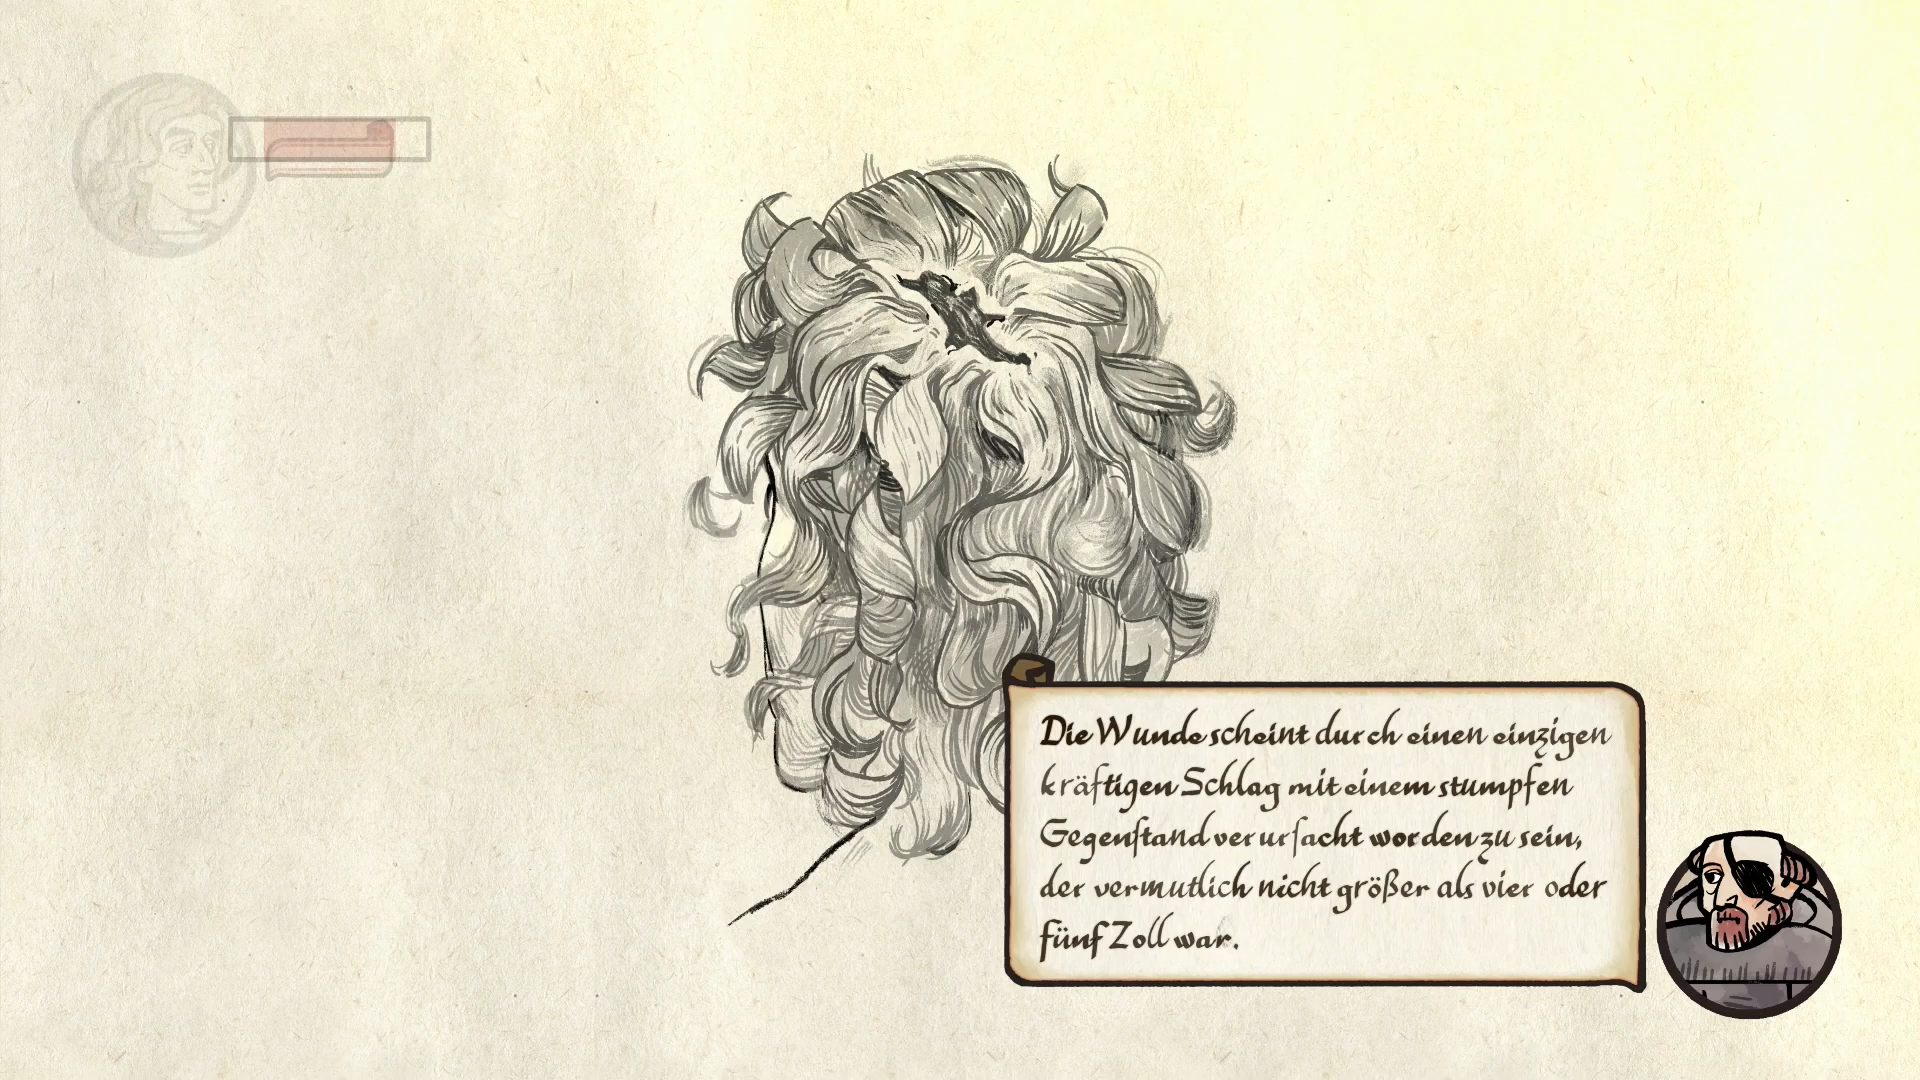 Die Wunde scheint durch einen einzigen
kräftigen Schlag mit einem stumpfen
Gegenſtand verurſacht worden zu sein,
der vermutlich nicht größer als vier oder
fünf Zoll war.